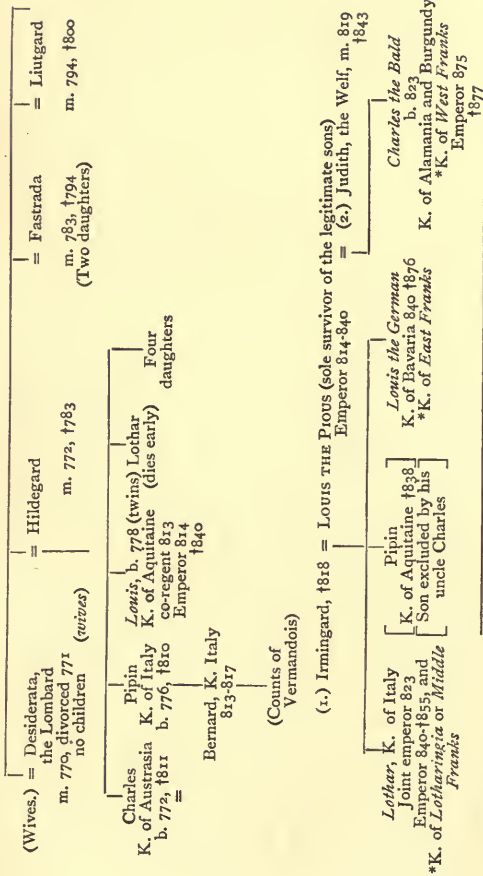 (Wives.) = Desiderata, = Hildegard = Fastrada = Liutgard
the Lombard
m. 770, divorced 771 m. 772, †783 m. 783, †794 m. 794, †800
no children (wives) (Two daughters)
Charles Pipin Louis, b. 778 (twins) Lothar Four
K. of Austrasia K. of Italy K. of Aquitaine (dies early) daughters
b. 772, †811 b. 776, †810 co-regent 813
= Emperor 814
†840
Bernard, K. Italy
813-817
(Counts of
Vermandois)
(1.) Irmingard, †818 = LOUIS THE PIOUS (sole survivor of the legitimate sons)
Emperor 814-840 = (2.) Judith, the Welf, m. 819
†843
Lothar, K. of Italy Pipin Louis the German Charles the Bald
Joint emperor 823 K. of Aquitaine †838 K. of Bavaria 840 †876 b. 823
Emperor 840-†855, and Son excluded by his *K. of East Franks K. of Alamania and Burgundy
*K. of Lotharingia or Middle uncle Charles *K. of West Franks
Franks Emperor 875
†877